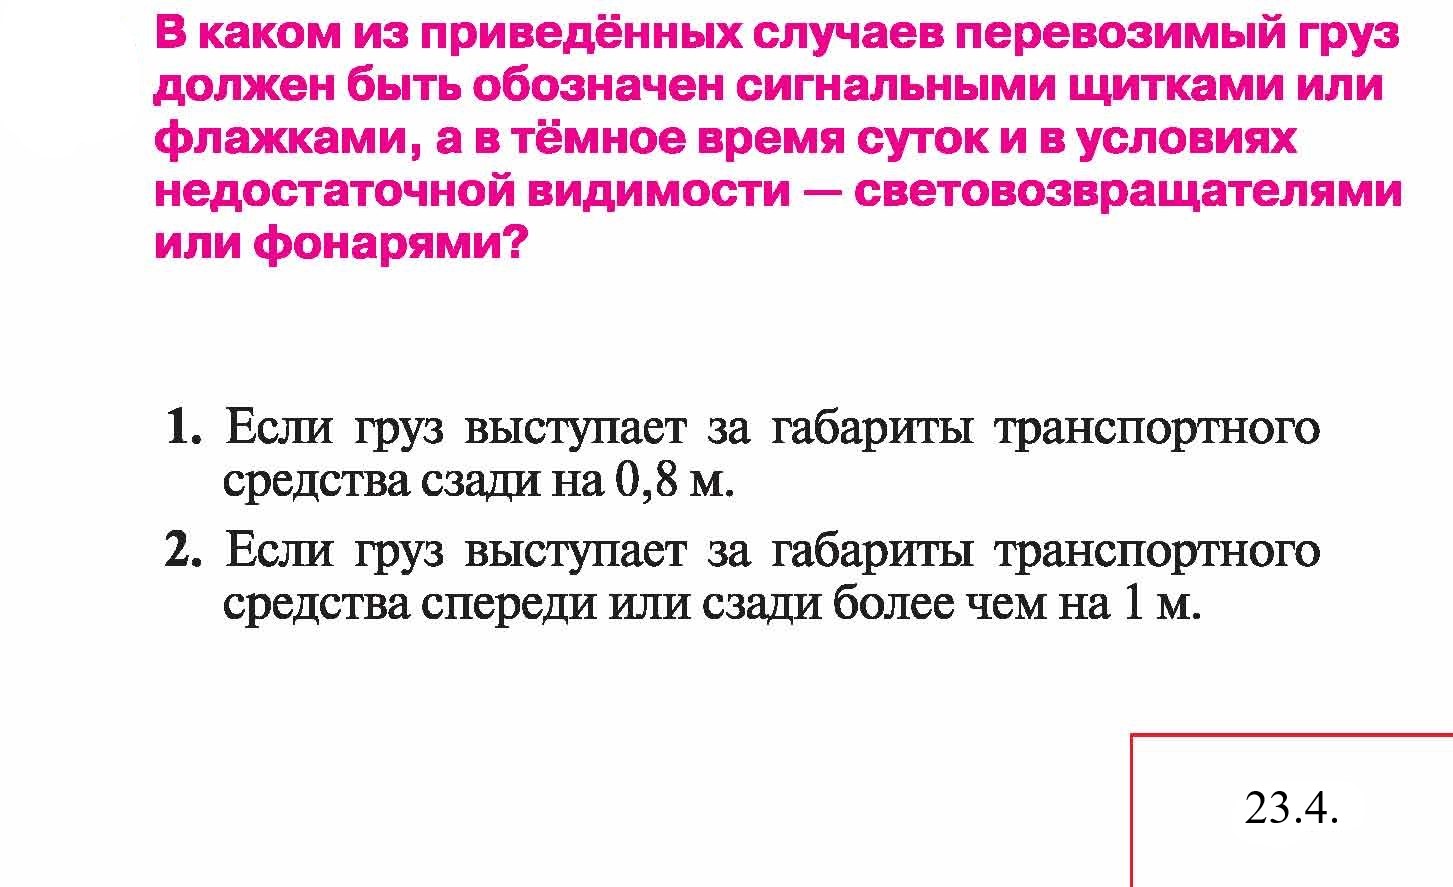 В каком из приведённых случаев перевозимый груз
должен быть обозначен сигнальными щитками или
флажками, а в тёмное время суток и в условиях
недостаточной видимости — световозвращателями
или фонарями?
1. Если груз выступает за габариты транспортного
средства сзади на 0,8 м.
2. Если груз выступает за габариты транспортного
средства спереди или сзади более чем на 1 м.
23.4.